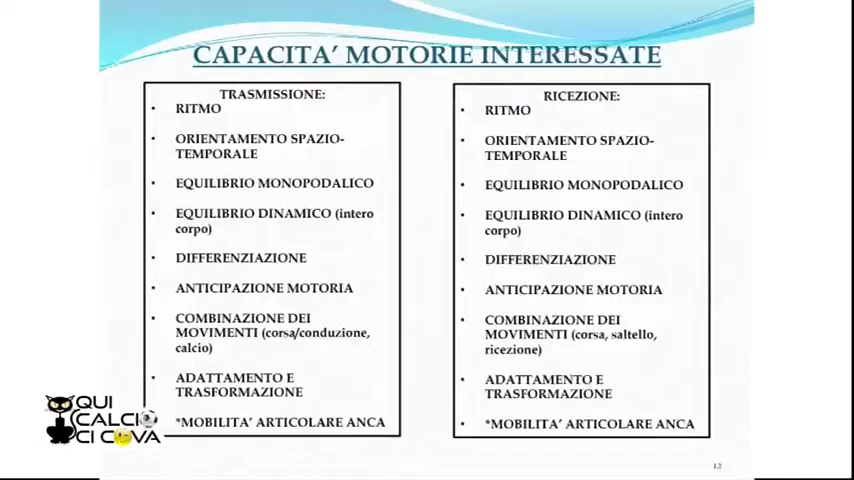 CAPACITA' MOTORIE INTERESSATE
TRASMISSIONE:
• RITMO
• ORIENTAMENTO SPAZIO-
TEMPORALE
• EQUILIBRIO MONOPODALICO
• EQUILIBRIO DINAMICO (intero
corpo)
• DIFFERENZIAZIONE
• ANTICIPAZIONE MOTORIA
• COMBINAZIONE DEI
MOVIMENTI (corsa/conduzione,
calcio)
• ADATTAMENTO E
TRASFORMAZIONE
*MOBILITA' ARTICOLARE ANCA
RICEZIONE:
• RITMO
• ORIENTAMENTO SPAZIO-
TEMPORALE
• EQUILIBRIO MONOPODALICO
• EQUILIBRIO DINAMICO (intero
corpo)
• DIFFERENZIAZIONE
• ANTICIPAZIONE MOTORIA
• COMBINAZIONE DEI
MOVIMENTI (corsa, saltello,
ricezione)
• ADATTAMENTO E
TRASFORMAZIONE
• *MOBILITA' ARTICOLARE ANCA
QUI
CALCIO
CI COVA
12